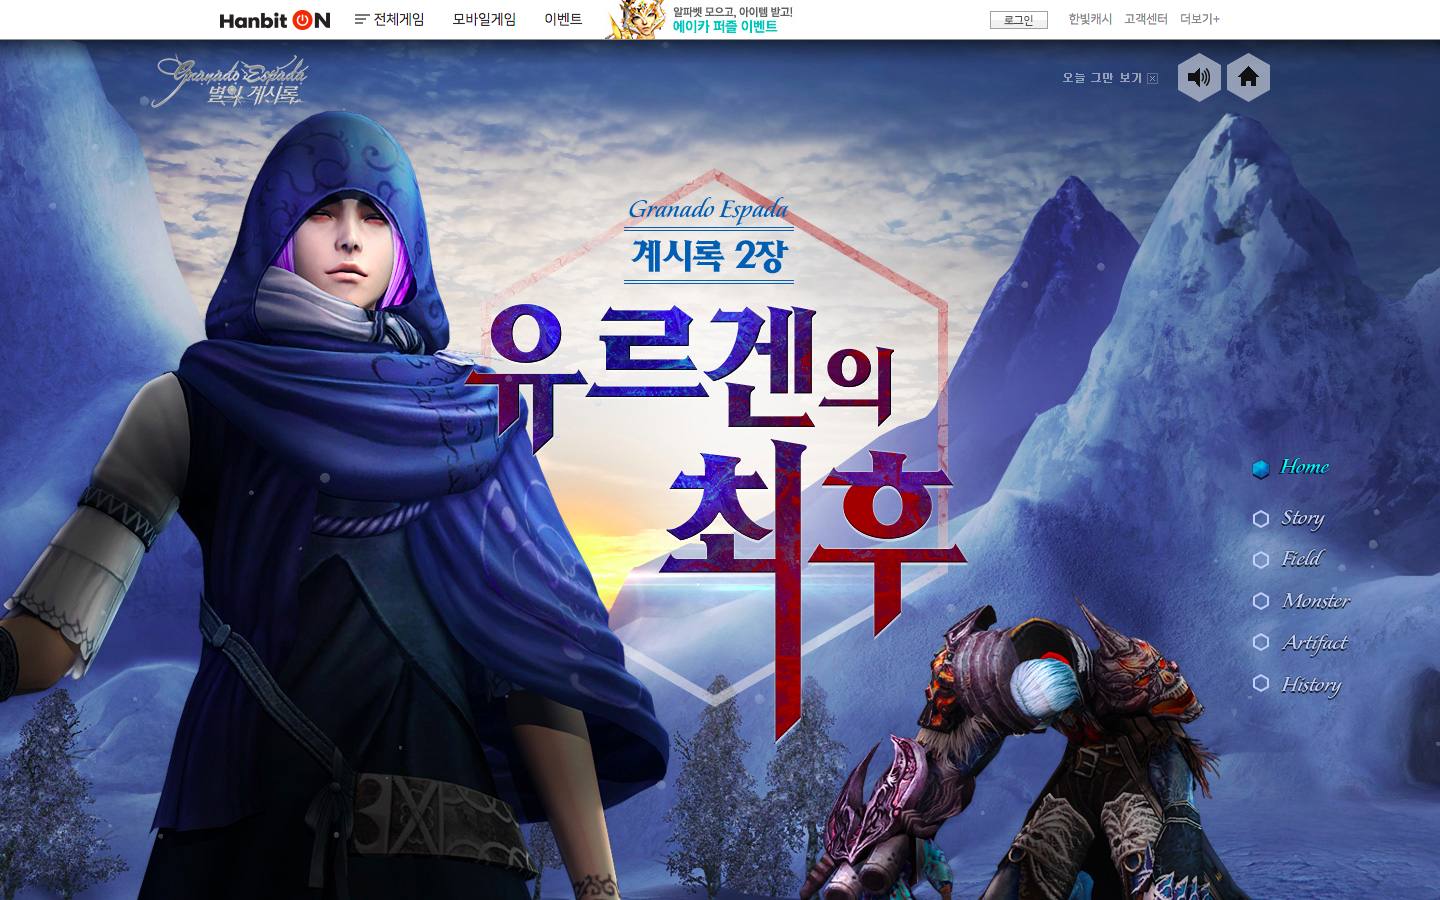 Hanbit ON 전체게임 모바일게임 이벤트
알파벳 모으고, 아이템 받고!
에이카 퍼즐 이벤트
로그인 한빛캐시 고객센터 더보기+
Granado Espada
별의 계시록
오늘 그만 보기
Granado Espada
계시록 2장
유르겐의
최후
Home
Story
Field
Monster
Artifact
History